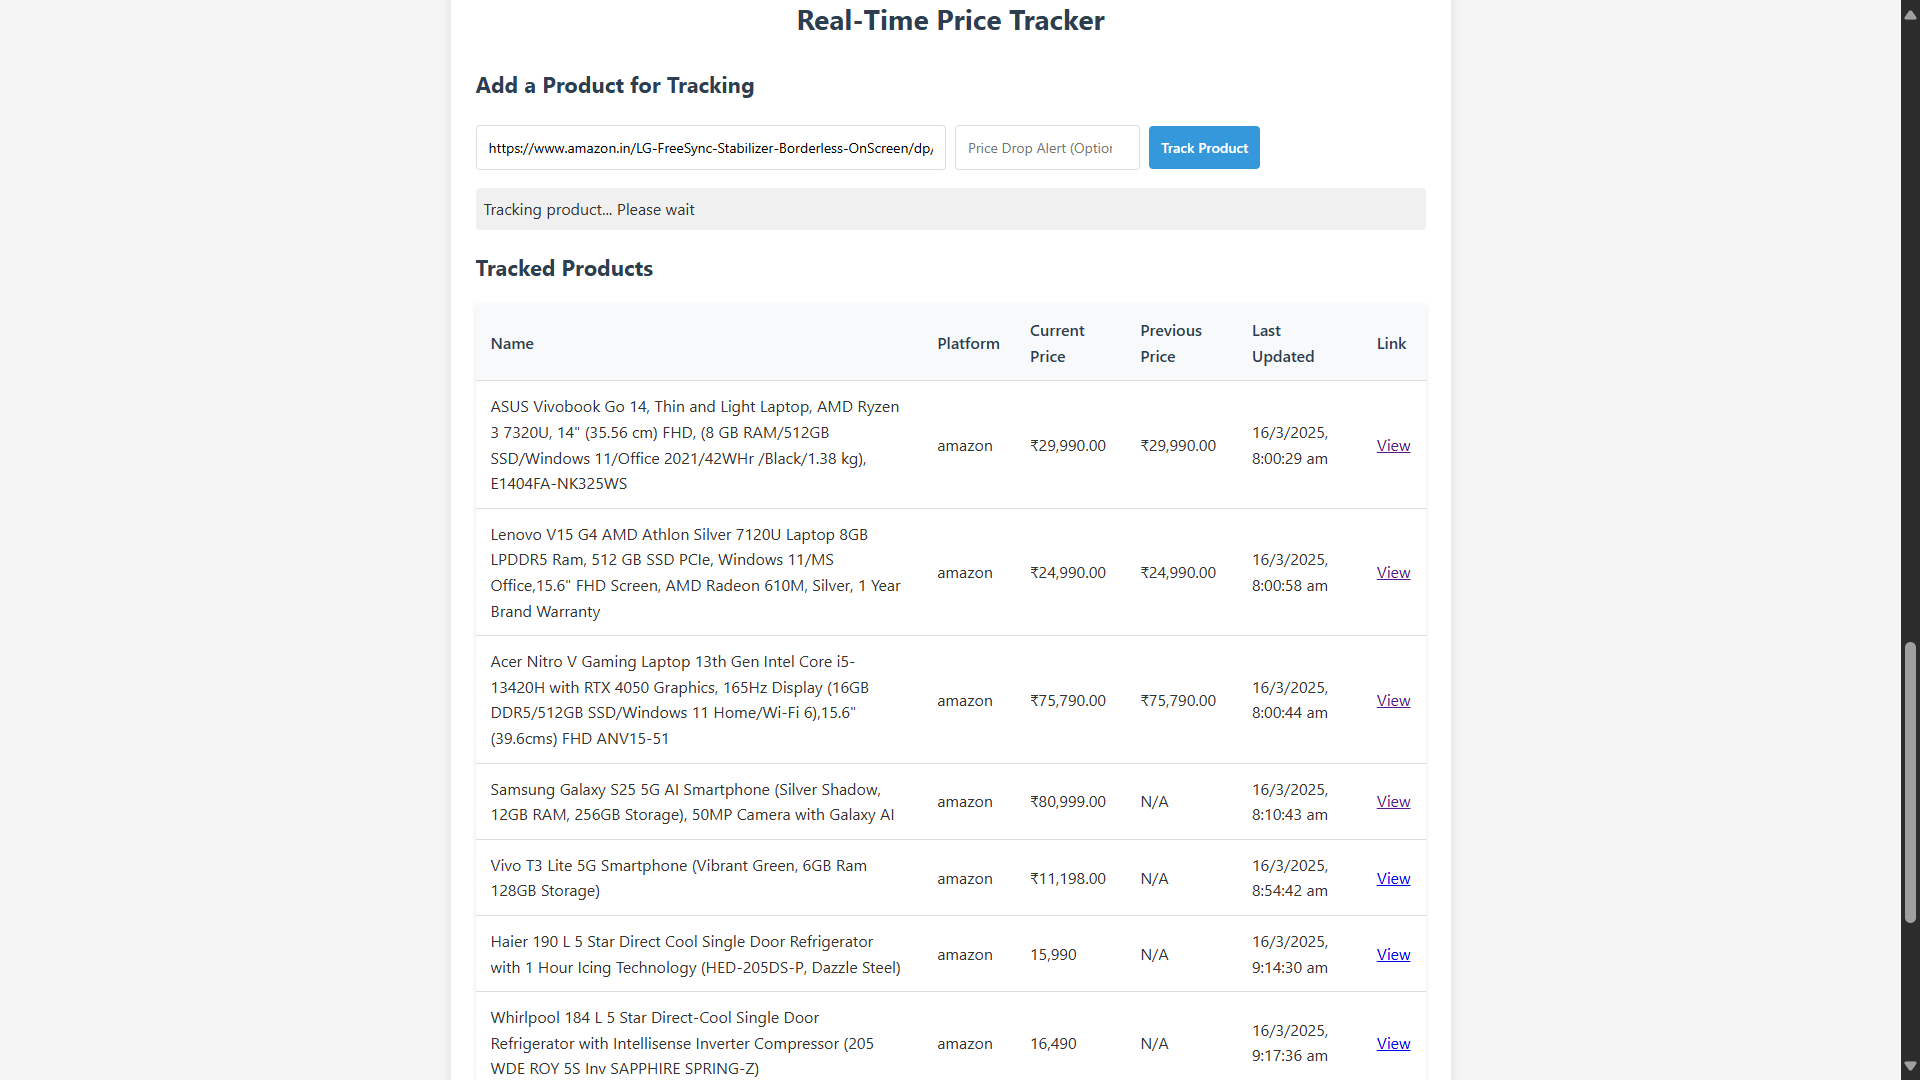 Real-Time Price Tracker
Add a Product for Tracking
https://www.amazon.in/LG-FreeSync-Stabilizer-Borderless-OnScreen/dp/
Price Drop Alert (Option
Track Product
Tracking product... Please wait
Tracked Products
Name
Platform
Current
Price
Previous
Price
Last
Updated
Link
ASUS Vivobook Go 14, Thin and Light Laptop, AMD Ryzen
3 7320U, 14" (35.56 cm) FHD, (8 GB RAM/512GB
SSD/Windows 11/Office 2021/42WHr /Black/1.38 kg),
E1404FA-NK325WS
amazon
₹29,990.00
₹29,990.00
16/3/2025,
8:00:29 am
View
Lenovo V15 G4 AMD Athlon Silver 7120U Laptop 8GB
LPDDR5 Ram, 512 GB SSD PCIe, Windows 11/MS
Office,15.6" FHD Screen, AMD Radeon 610M, Silver, 1 Year
Brand Warranty
amazon
₹24,990.00
₹24,990.00
16/3/2025,
8:00:58 am
View
Acer Nitro V Gaming Laptop 13th Gen Intel Core i5-
13420H with RTX 4050 Graphics, 165Hz Display (16GB
DDR5/512GB SSD/Windows 11 Home/Wi-Fi 6),15.6"
(39.6cms) FHD ANV15-51
amazon
₹75,790.00
₹75,790.00
16/3/2025,
8:00:44 am
View
Samsung Galaxy S25 5G AI Smartphone (Silver Shadow,
12GB RAM, 256GB Storage), 50MP Camera with Galaxy AI
amazon
₹80,999.00
N/A
16/3/2025,
8:10:43 am
View
Vivo T3 Lite 5G Smartphone (Vibrant Green, 6GB Ram
128GB Storage)
amazon
₹11,198.00
N/A
16/3/2025,
8:54:42 am
View
Haier 190 L 5 Star Direct Cool Single Door Refrigerator
with 1 Hour Icing Technology (HED-205DS-P, Dazzle Steel)
amazon
15,990
N/A
16/3/2025,
9:14:30 am
View
Whirlpool 184 L 5 Star Direct-Cool Single Door
Refrigerator with Intellisense Inverter Compressor (205
WDE ROY 5S Inv SAPPHIRE SPRING-Z)
amazon
16,490
N/A
16/3/2025,
9:17:36 am
View